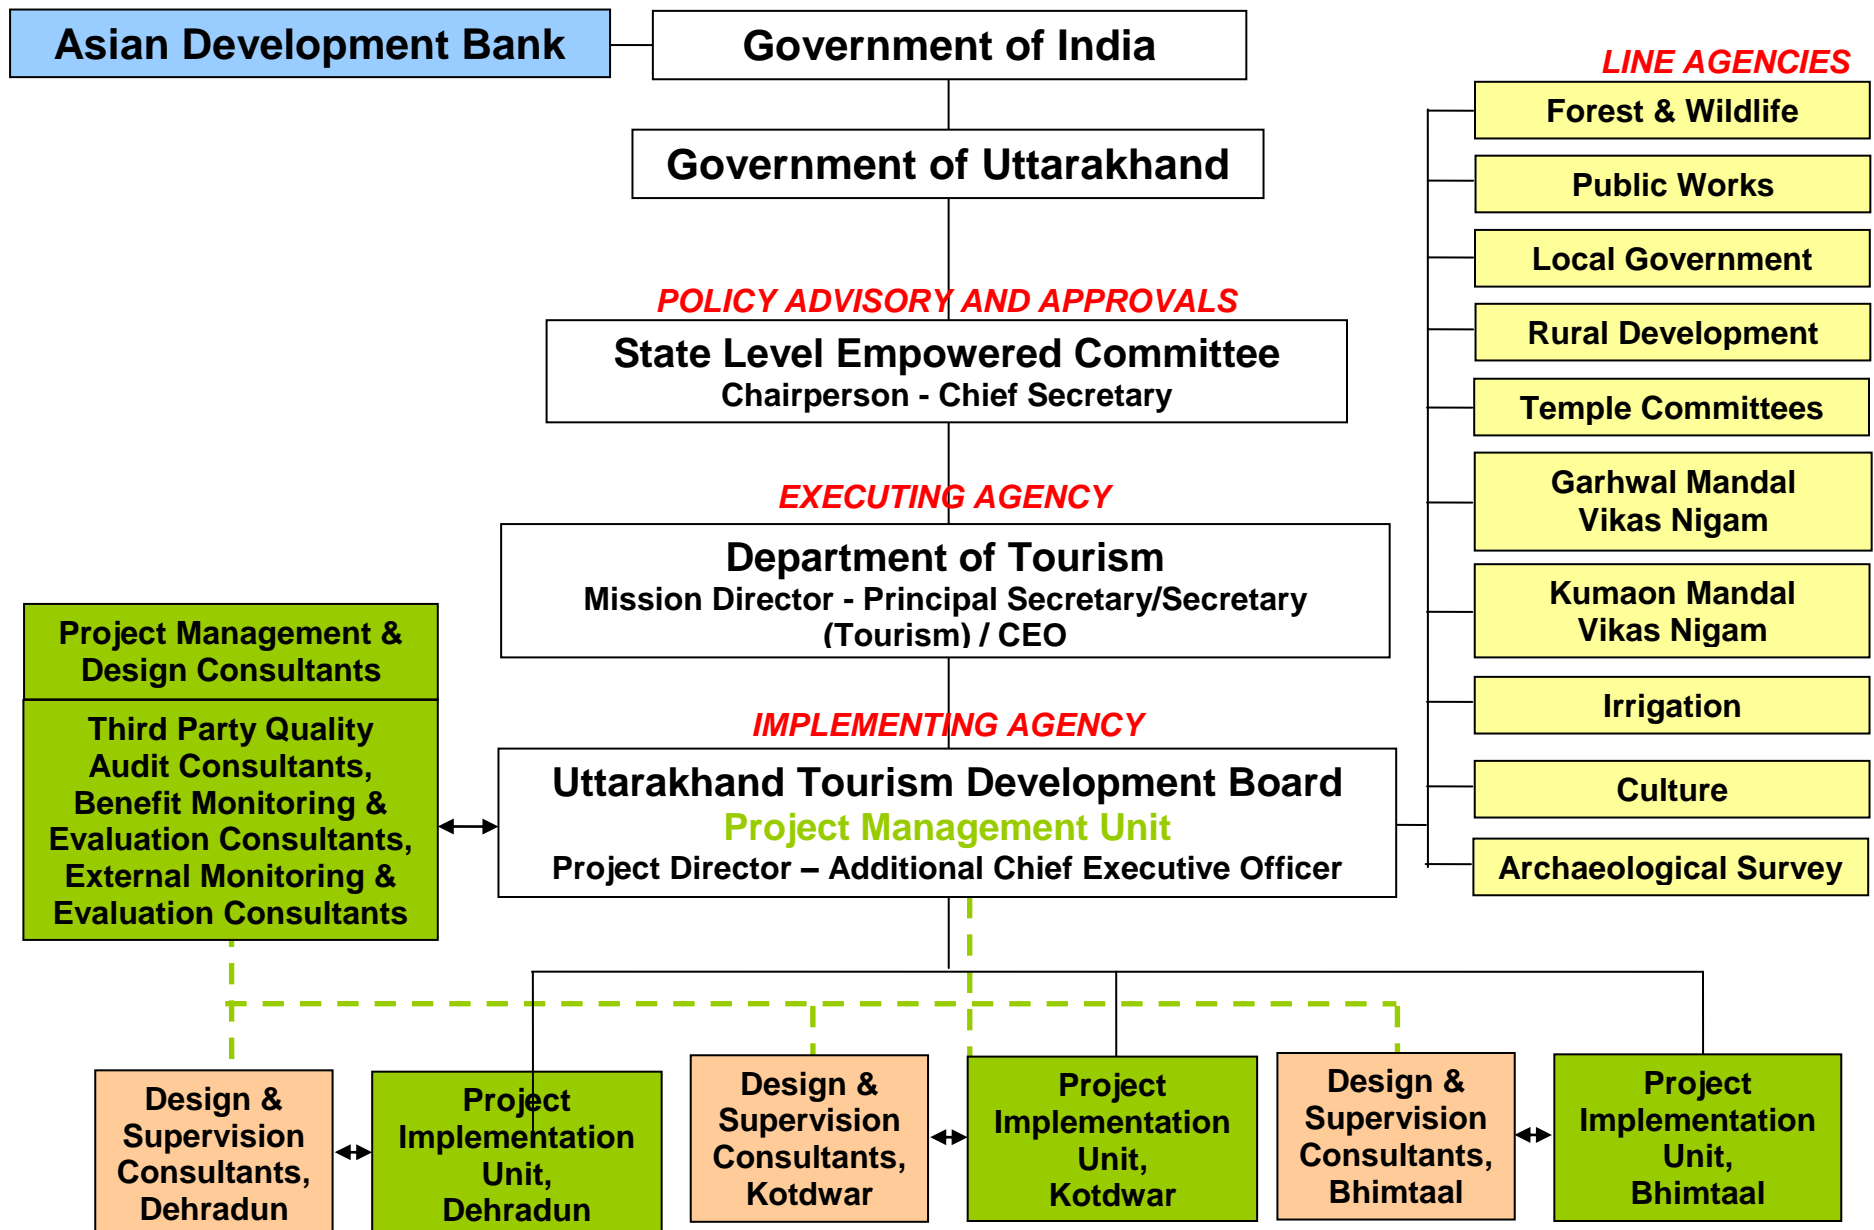 Asian Development Bank
Government of India
LINE AGENCIES
Forest & Wildlife
Government of Uttarakhand
Public Works
Local Government
POLICY ADVISORY AND APPROVALS
State Level Empowered Committee
Chairperson - Chief Secretary
Rural Development
Temple Committees
EXECUTING AGENCY
Garhwal Mandal
Vikas Nigam
Department of Tourism
Mission Director - Principal Secretary/Secretary
(Tourism) / CEO
Kumaon Mandal
Vikas Nigam
Project Management &
Design Consultants
Irrigation
Third Party Quality
Audit Consultants,
Benefit Monitoring &
Evaluation Consultants,
External Monitoring &
Evaluation Consultants
IMPLEMENTING AGENCY
Uttarakhand Tourism Development Board
Project Management Unit
Project Director – Additional Chief Executive Officer
Culture
Archaeological Survey
Design &
Supervision
Consultants,
Dehradun
Project
Implementation
Unit,
Dehradun
Design &
Supervision
Consultants,
Kotdwar
Project
Implementation
Unit,
Kotdwar
Design &
Supervision
Consultants,
Bhimtaal
Project
Implementation
Unit,
Bhimtaal